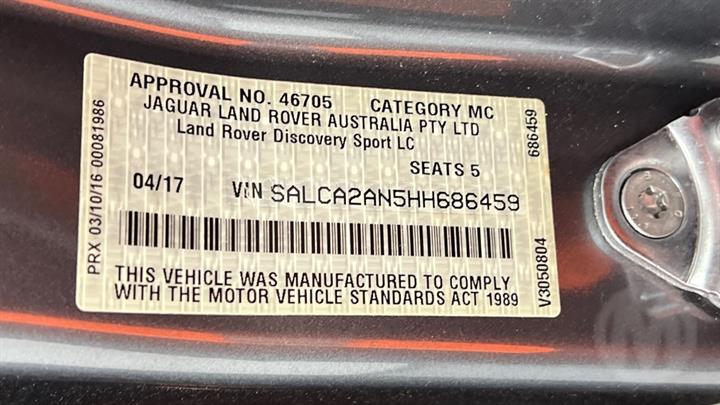 APPROVAL NO. 46705 CATEGORY MC
JAGUAR LAND ROVER AUSTRALIA PTY LTD
Land Rover Discovery Sport LC
SEATS 5
04/17 VIN SALCA2AN5HH686459
THIS VEHICLE WAS MANUFACTURED TO COMPLY
WITH THE MOTOR VEHICLE STANDARDS ACT 1989
PRX 03/10/16 00081986
686459
V3050804